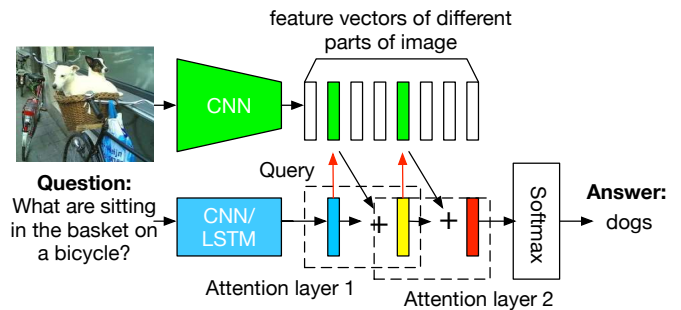 feature vectors of different
parts of image
CNN
Query
Question:
What are sitting
in the basket on
a bicycle?
CNN/
LSTM
+
+
Softmax
Answer:
dogs
Attention layer 1
Attention layer 2